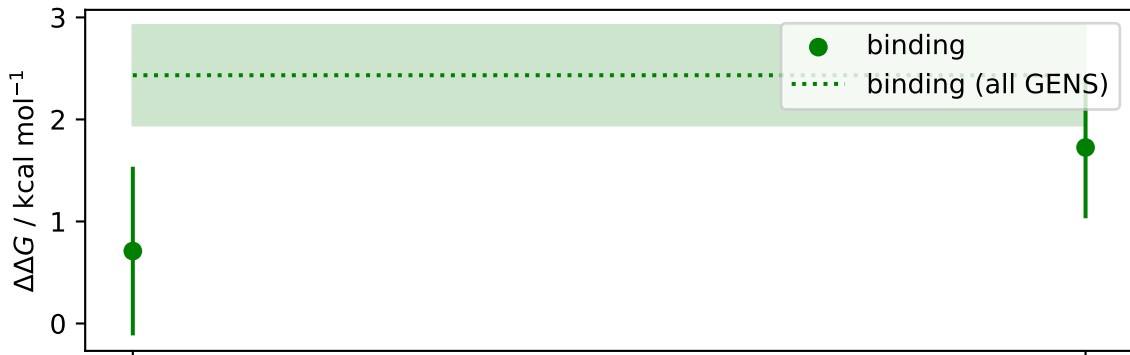 3
binding
binding (all GENS)
2
1
0
ΔΔG / kcal mol⁻¹